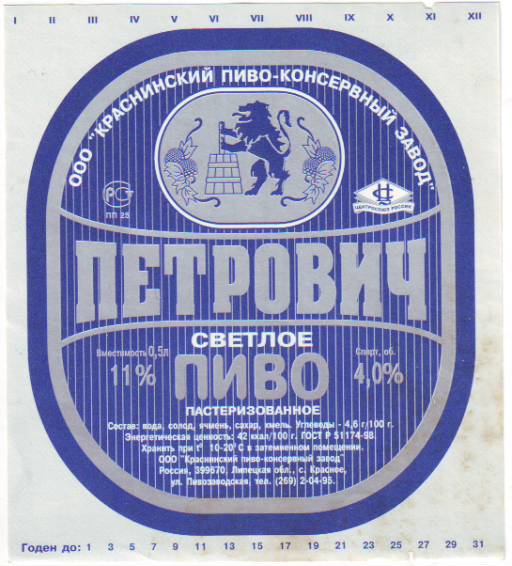 I II III IV V VI VII VIII IX X XI XII
ООО "КРАСНИНСКИЙ ПИВО-КОНСЕРВНЫЙ ЗАВОД"
РСТ
ПП 25
ЦЕНТРОСОЮЗ РОССИИ
ПЕТРОВИЧ
СВЕТЛОЕ
Вместимость 0,5л
11%
ПИВО
Спирт, об.
4,0%
ПАСТЕРИЗОВАННОЕ
Состав: вода, солод, ячмень, сахар, хмель. Углеводы - 4,6 г/100 г.
Энергетическая ценность: 42 ккал/100 г. ГОСТ Р 51174-98.
Хранить при t° 10-20°С в затемненном помещении.
ООО "Краснинский пиво-консервный завод"
Россия, 399670, Липецкая обл., с. Красное,
ул. Пивозаводская, тел. (269) 2-04-95.
Годен до: 1 3 5 7 9 11 13 15 17 19 21 23 25 27 29 31